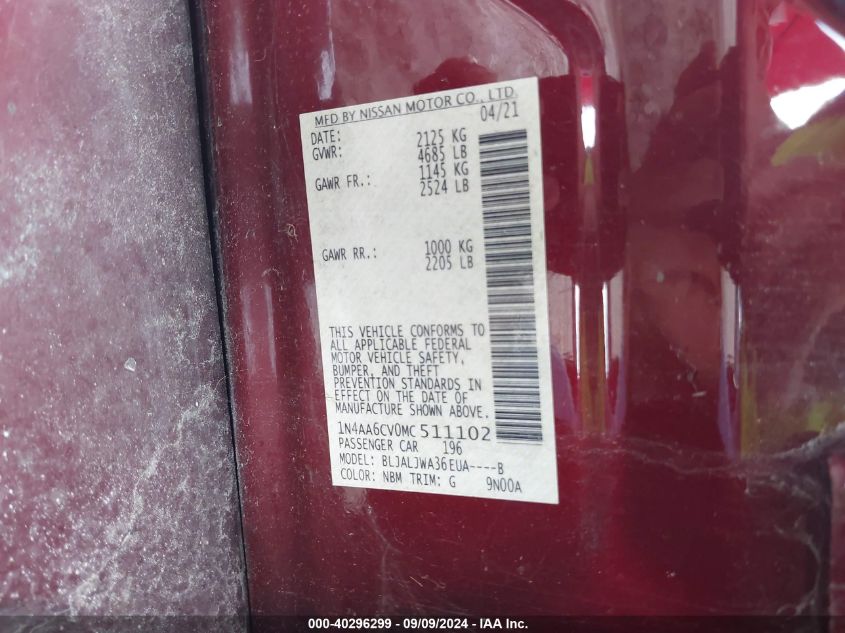 MFD BY NISSAN MOTOR CO., LTD.
DATE: 04/21
GVWR: 2125 KG
4685 LB
GAWR FR.: 1145 KG
2524 LB
GAWR RR.: 1000 KG
2205 LB
THIS VEHICLE CONFORMS TO
ALL APPLICABLE FEDERAL
MOTOR VEHICLE SAFETY,
BUMPER, AND THEFT
PREVENTION STANDARDS IN
EFFECT ON THE DATE OF
MANUFACTURE SHOWN ABOVE.
1N4AA6CV0MC 511102
PASSENGER CAR 196
MODEL: BLJALJWA36EUA----B
COLOR: NBM TRIM: G 9N00A
000-40296299 - 09/09/2024 - IAA Inc.